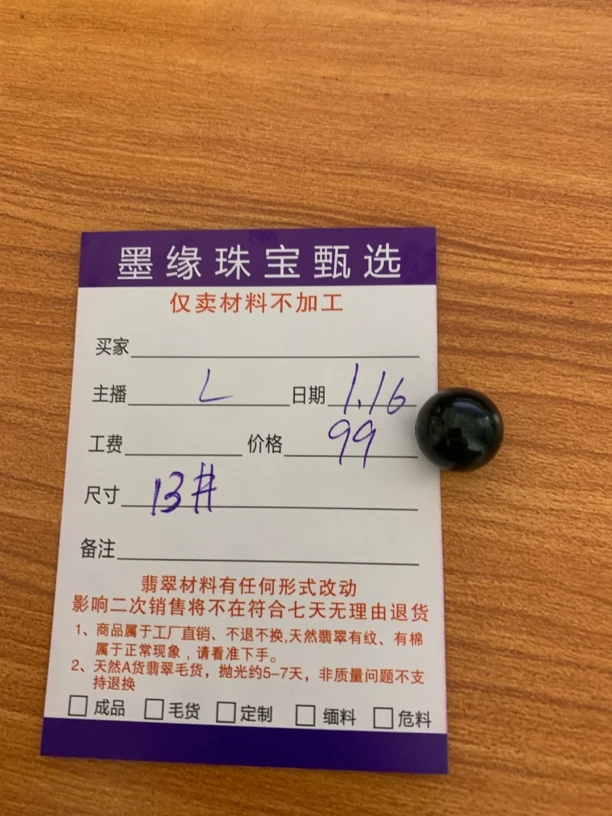 墨缘珠宝甄选
仅卖材料不加工
买家
主播 L 日期 1.16
工费 价格 99
尺寸 13#
备注
翡翠材料有任何形式改动
影响二次销售将不在符合七天无理由退货
1、商品属于工厂直销、不退不换,天然翡翠有纹、有棉
属于正常现象，请看准下手。
2、天然A货翡翠毛货，抛光约5-7天，非质量问题不支
持退换
□成品 □毛货 □定制 □缅料 □危料